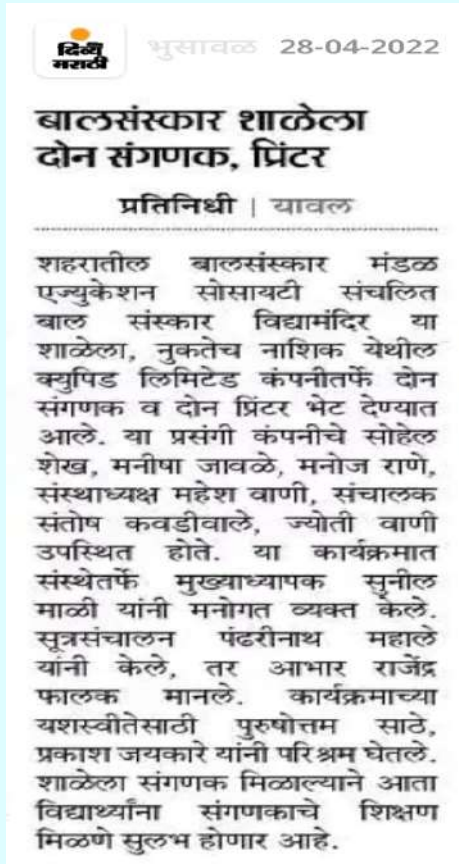 दिव्य
मराठी
भुसावळ 28-04-2022
बालसंस्कार शाळेला
दोन संगणक, प्रिंटर
प्रतिनिधी | यावल
शहरातील बालसंस्कार मंडळ
एज्युकेशन सोसायटी संचलित
बाल संस्कार विद्यामंदिर या
शाळेला, नुकतेच नाशिक येथील
क्युपिड लिमिटेड कंपनीतर्फे दोन
संगणक व दोन प्रिंटर भेट देण्यात
आले. या प्रसंगी कंपनीचे सोहेल
शेख, मनीषा जावळे, मनोज राणे,
संस्थाध्यक्ष महेश वाणी, संचालक
संतोष कवडीवाले, ज्योती वाणी
उपस्थित होते. या कार्यक्रमात
संस्थेतर्फे मुख्याध्यापक सुनील
माळी यांनी मनोगत व्यक्त केले.
सूत्रसंचालन पंढरीनाथ महाले
यांनी केले, तर आभार राजेंद्र
फालक मानले. कार्यक्रमाच्या
यशस्वीतेसाठी पुरुषोत्तम साठे,
प्रकाश जयकारे यांनी परिश्रम घेतले.
शाळेला संगणक मिळाल्याने आता
विद्यार्थ्यांना संगणकाचे शिक्षण
मिळणे सुलभ होणार आहे.